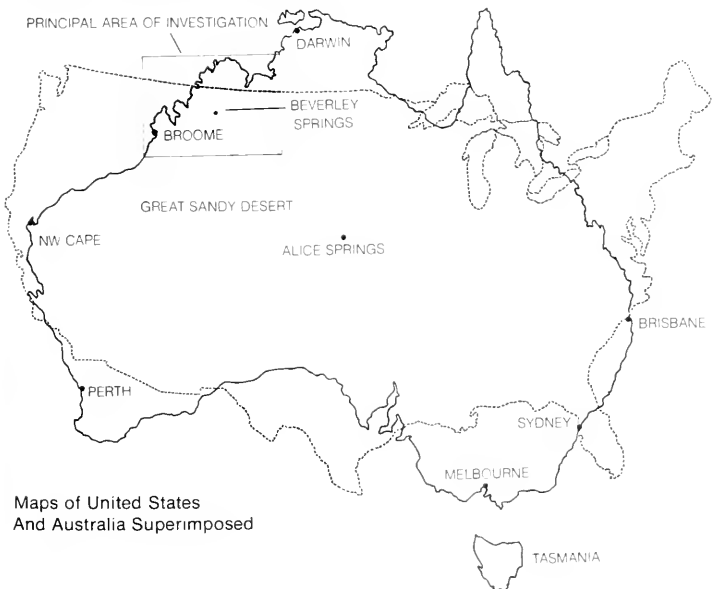 PRINCIPAL AREA OF INVESTIGATION
DARWIN
BEVERLEY
SPRINGS
BROOME
GREAT SANDY DESERT
NW CAPE
ALICE SPRINGS
BRISBANE
PERTH
SYDNEY
MELBOURNE
Maps of United States
And Australia Superimposed
TASMANIA